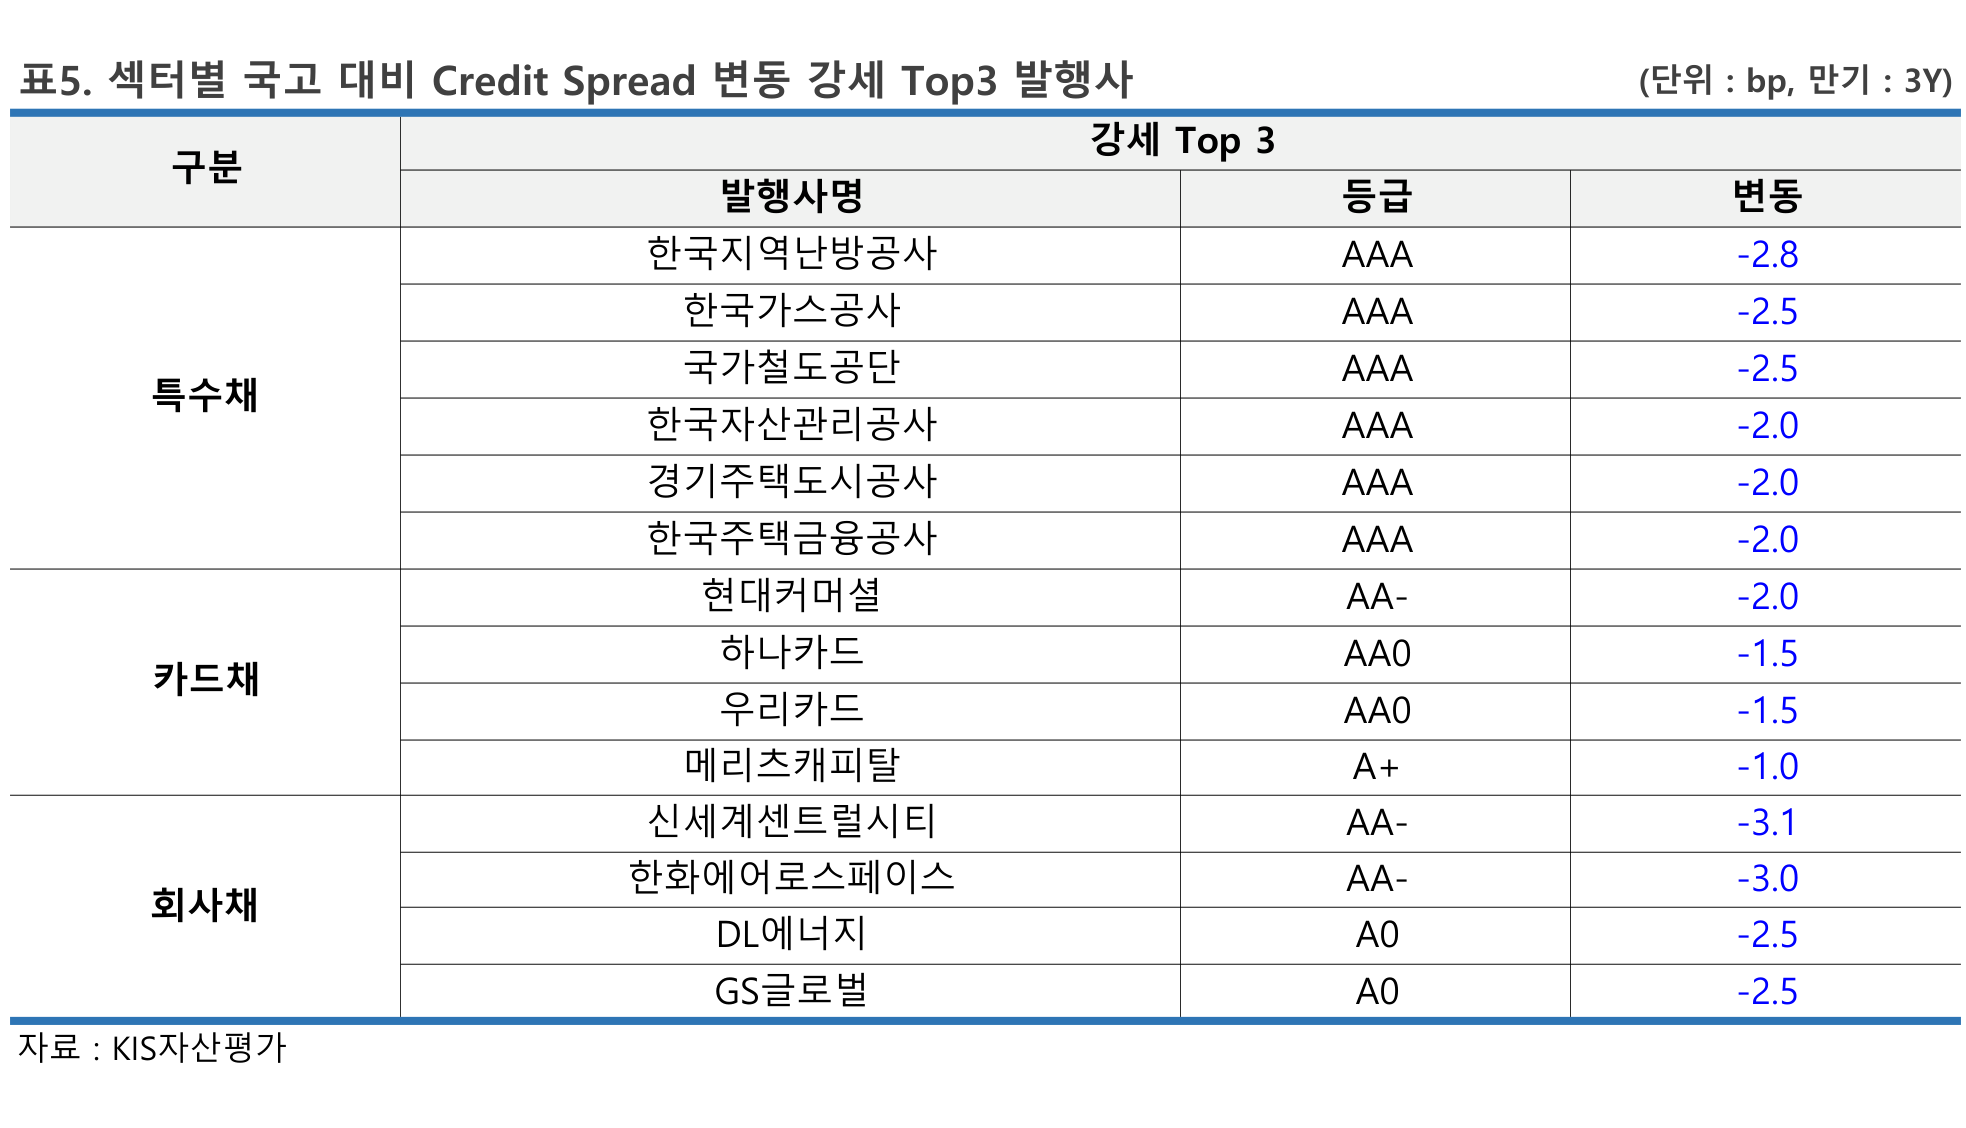 표5. 섹터별 국고 대비 Credit Spread 변동 강세 Top3 발행사 (단위 : bp, 만기 : 3Y)
구분 강세 Top 3
발행사명 등급 변동
특수채
한국지역난방공사 AAA -2.8
한국가스공사 AAA -2.5
국가철도공단 AAA -2.5
한국자산관리공사 AAA -2.0
경기주택도시공사 AAA -2.0
한국주택금융공사 AAA -2.0
카드채
현대커머셜 AA- -2.0
하나카드 AA0 -1.5
우리카드 AA0 -1.5
메리츠캐피탈 A+ -1.0
회사채
신세계센트럴시티 AA- -3.1
한화에어로스페이스 AA- -3.0
DL에너지 A0 -2.5
GS글로벌 A0 -2.5
자료 : KIS자산평가